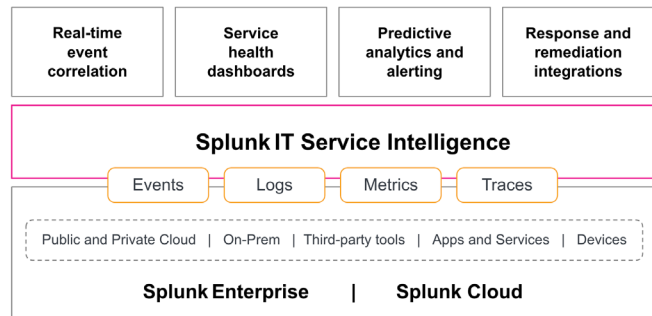 Real-time
event
correlation
Service
health
dashboards
Predictive
analytics and
alerting
Response and
remediation
integrations
Splunk IT Service Intelligence
Events
Logs
Metrics
Traces
Public and Private Cloud | On-Prem | Third-party tools | Apps and Services | Devices
Splunk Enterprise | Splunk Cloud